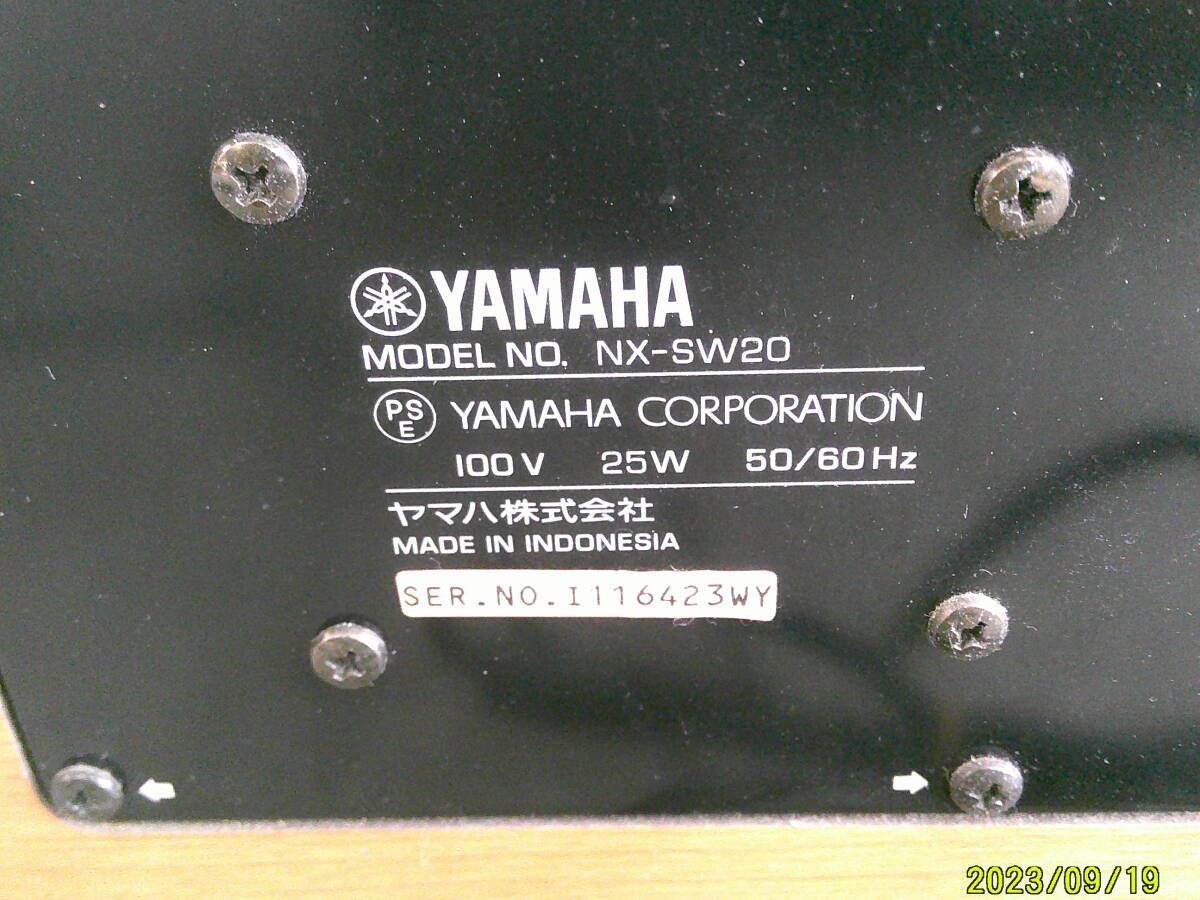 YAMAHA
MODEL NO. NX-SW20
PSE YAMAHA CORPORATION
100V 25W 50/60Hz
ヤマハ株式会社
MADE IN INDONESIA
SER.NO.I116423WY
2023/09/19